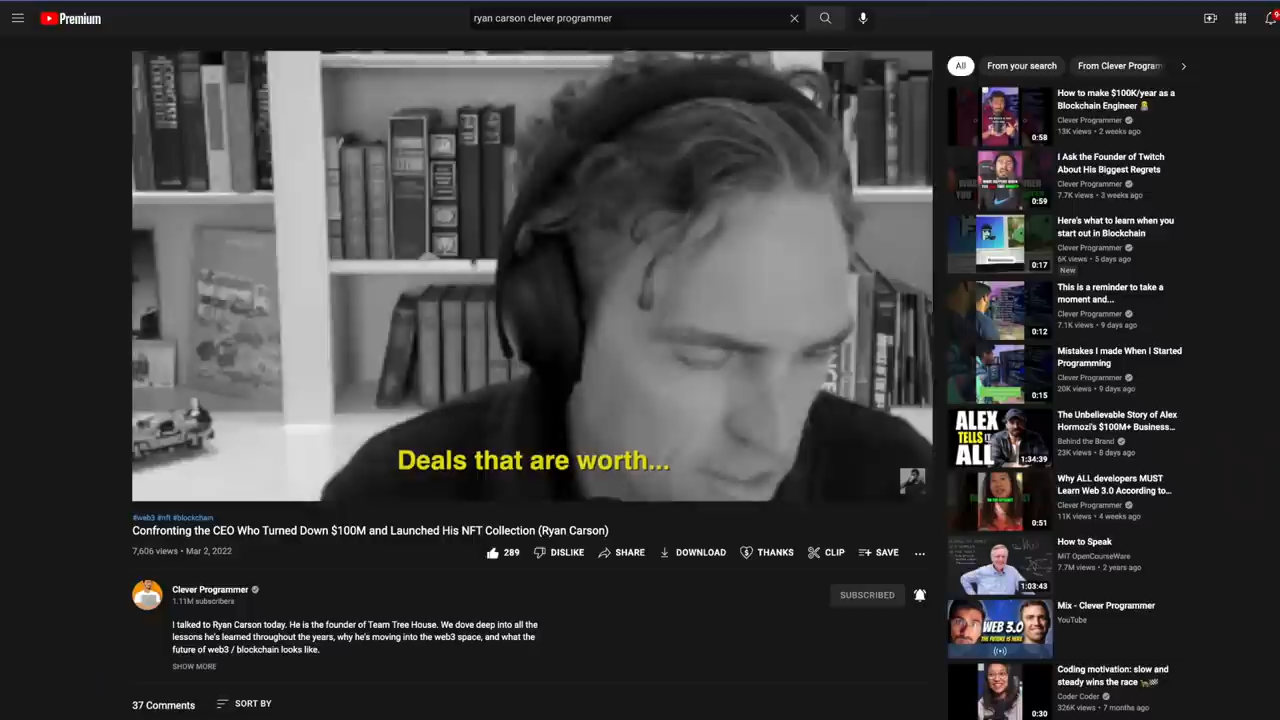 Premium
ryan carson clever programmer
Deals that are worth...
#web3 #nft #blockchain
Confronting the CEO Who Turned Down $100M and Launched His NFT Collection (Ryan Carson)
7,606 views • Mar 2, 2022
289 DISLIKE SHARE DOWNLOAD THANKS CLIP SAVE ...
Clever Programmer
1.11M subscribers
SUBSCRIBED
I talked to Ryan Carson today. He is the founder of Team Tree House. We dove deep into all the
lessons he's learned throughout the years, why he's moving into the web3 space, and what the
future of web3 / blockchain looks like.
SHOW MORE
37 Comments SORT BY
All From your search From Clever Program
How to make $100K/year as a
Blockchain Engineer
Clever Programmer
13K views • 2 weeks ago
0:58
I Ask the Founder of Twitch
About His Biggest Regrets
Clever Programmer
7.7K views • 3 weeks ago
0:59
Here's what to learn when you
start out in Blockchain
Clever Programmer
6K views • 5 days ago
New
0:17
This is a reminder to take a
moment and...
Clever Programmer
7.1K views • 9 days ago
0:12
Mistakes I made When I Started
Programming
Clever Programmer
20K views • 9 days ago
0:15
ALEX
TELLS IT
ALL
1:34:39
The Unbelievable Story of Alex
Hormozi's $100M+ Business...
Behind the Brand
23K views • 8 days ago
Why ALL developers MUST
Learn Web 3.0 According to...
Clever Programmer
11K views • 4 weeks ago
0:51
How to Speak
MIT OpenCourseWare
7.7M views • 2 years ago
1:03:43
WEB 3.0
THE FUTURE IS HERE
Mix - Clever Programmer
YouTube
Coding motivation: slow and
steady wins the race
Coder Coder
326K views • 7 months ago
0:30